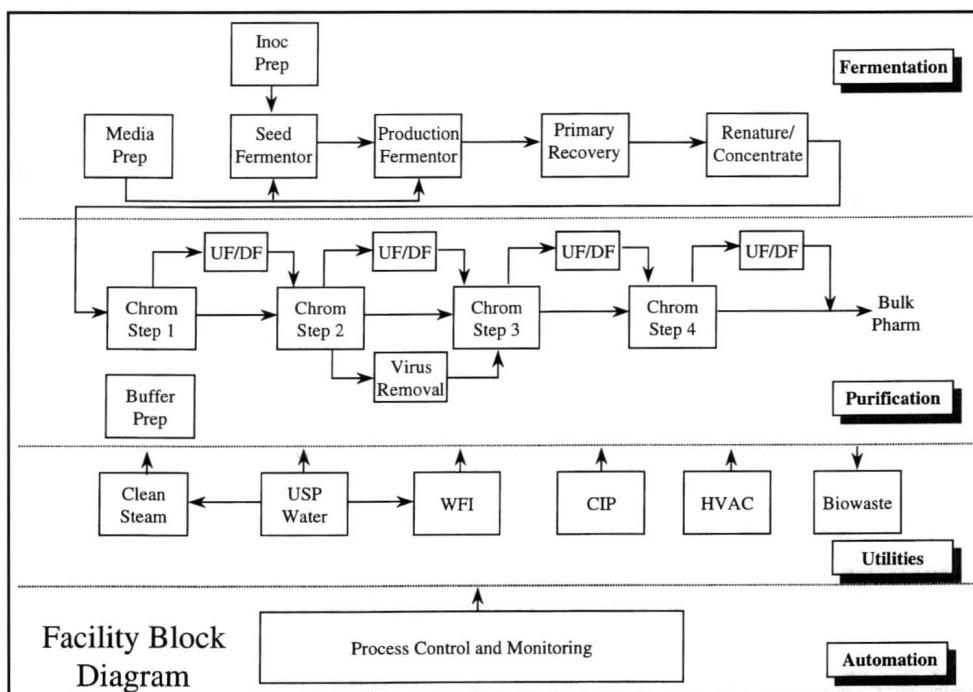 Inoc
Prep
Fermentation
Media
Prep
Seed
Fermentor
Production
Fermentor
Primary
Recovery
Renature/
Concentrate
UF/DF
UF/DF
UF/DF
UF/DF
Chrom
Step 1
Chrom
Step 2
Chrom
Step 3
Chrom
Step 4
Bulk
Pharm
Virus
Removal
Buffer
Prep
Purification
Clean
Steam
USP
Water
WFI
CIP
HVAC
Biowaste
Utilities
Facility Block
Diagram
Process Control and Monitoring
Automation